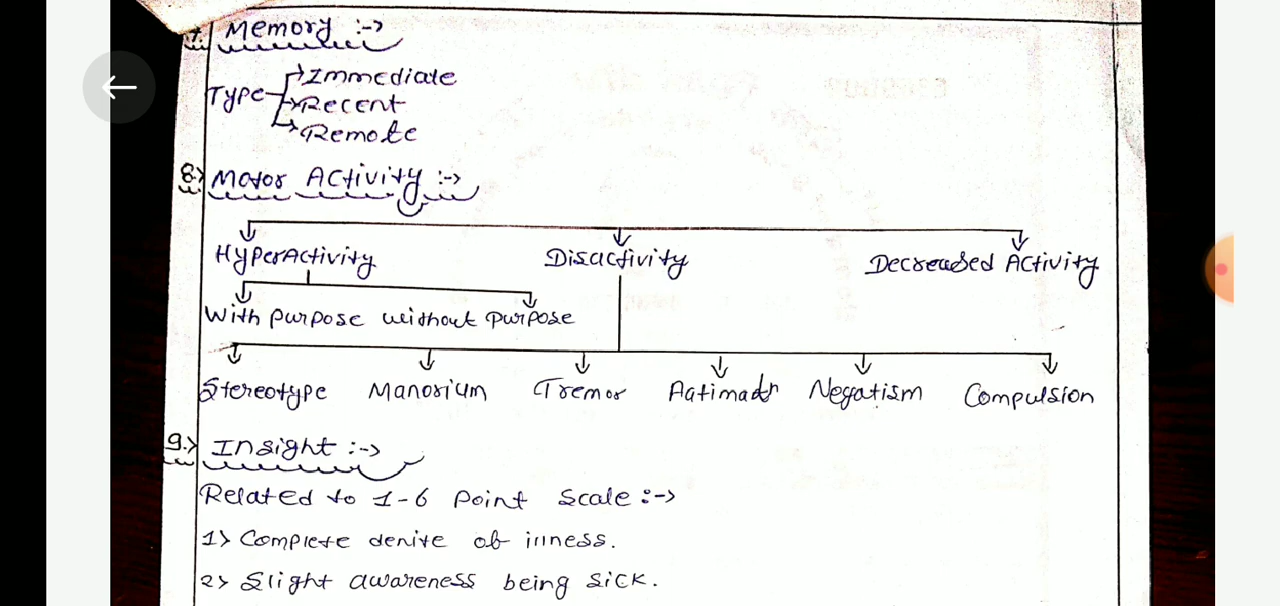 7.> Memory :->
Type → Immediate
→ Recent
→ Remote
8.> Motor Activity :->
HyperActivity Disactivity Decreased Activity
With purpose without purpose
Stereotype Manorium Tremor Negatism Compulsion
9.> Insight :->
Related to 1-6 point scale :->
1> Complete denite of illness.
2> Slight awareness being sick.